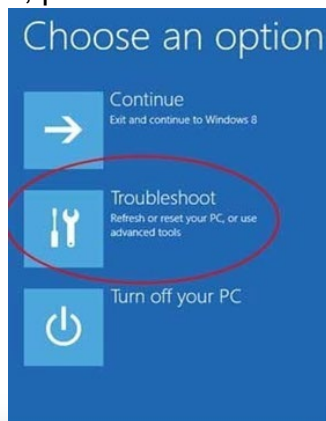 Choose an option
Continue
Exit and continue to Windows 8
Troubleshoot
Refresh or reset your PC, or use
advanced tools
Turn off your PC